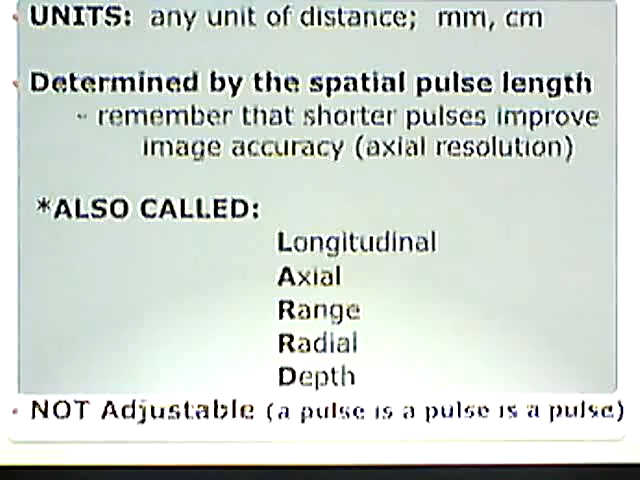 UNITS: any unit of distance; mm, cm
Determined by the spatial pulse length
- remember that shorter pulses improve
image accuracy (axial resolution)
*ALSO CALLED:
Longitudinal
Axial
Range
Radial
Depth
NOT Adjustable (a pulse is a pulse is a pulse)